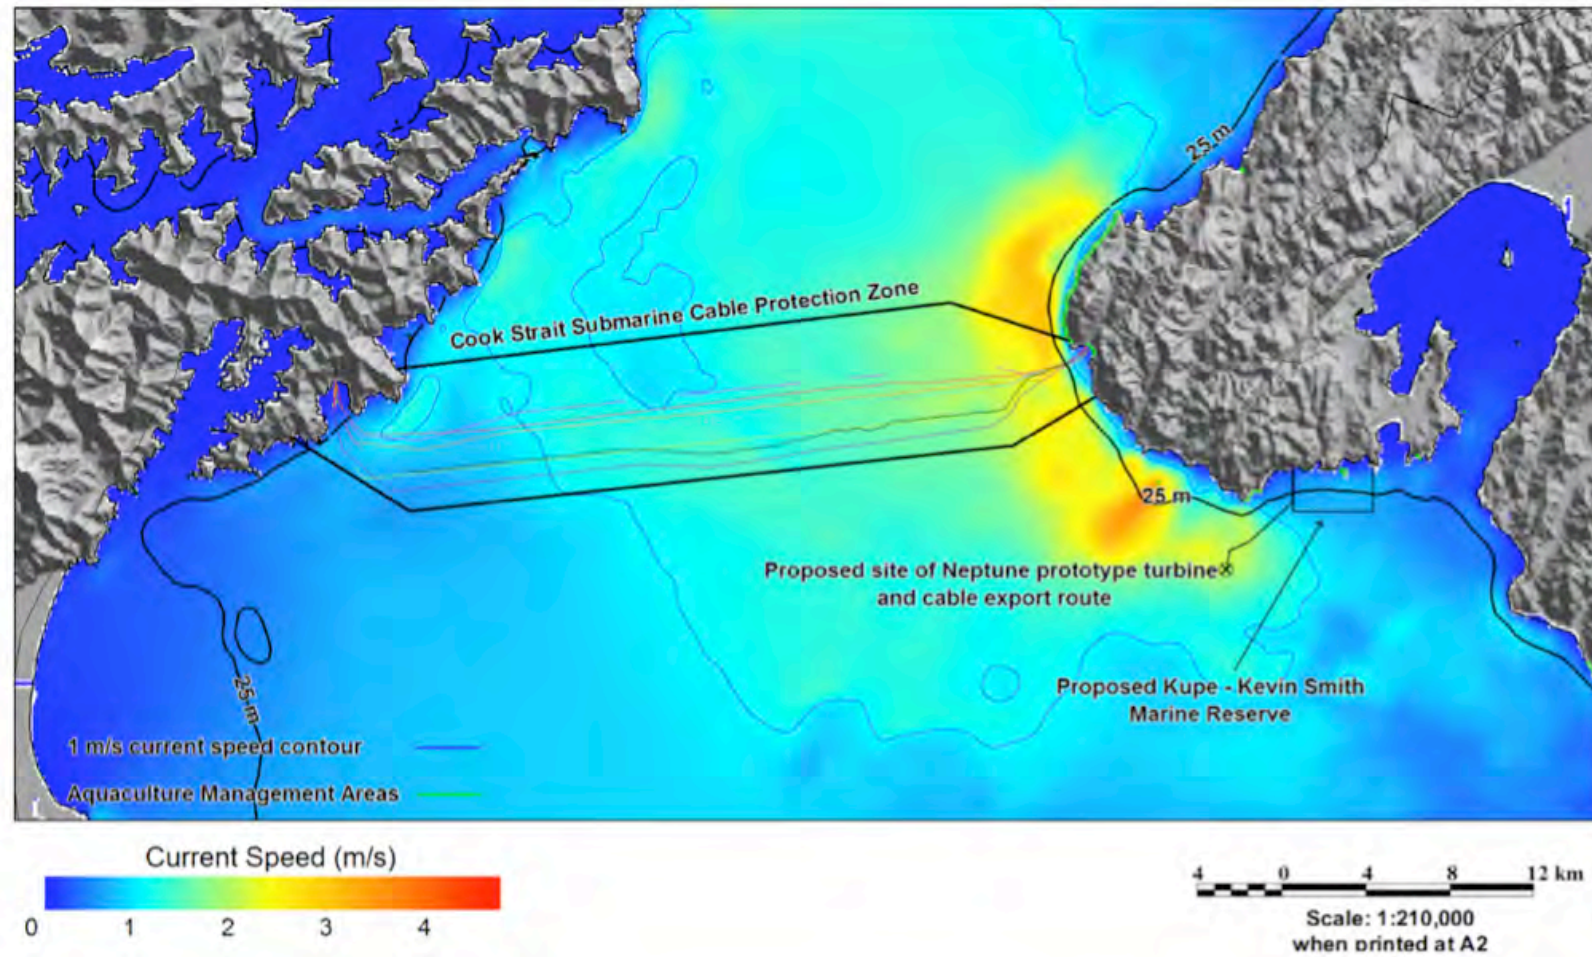 25 m
Cook Strait Submarine Cable Protection Zone
25 m
Proposed site of Neptune prototype turbine
and cable export route
Proposed Kupe - Kevin Smith
Marine Reserve
25 m
1 m/s current speed contour
Aquaculture Management Areas
Current Speed (m/s)
0 1 2 3 4
4 0 4 8 12 km
Scale: 1:210,000
when printed at A2